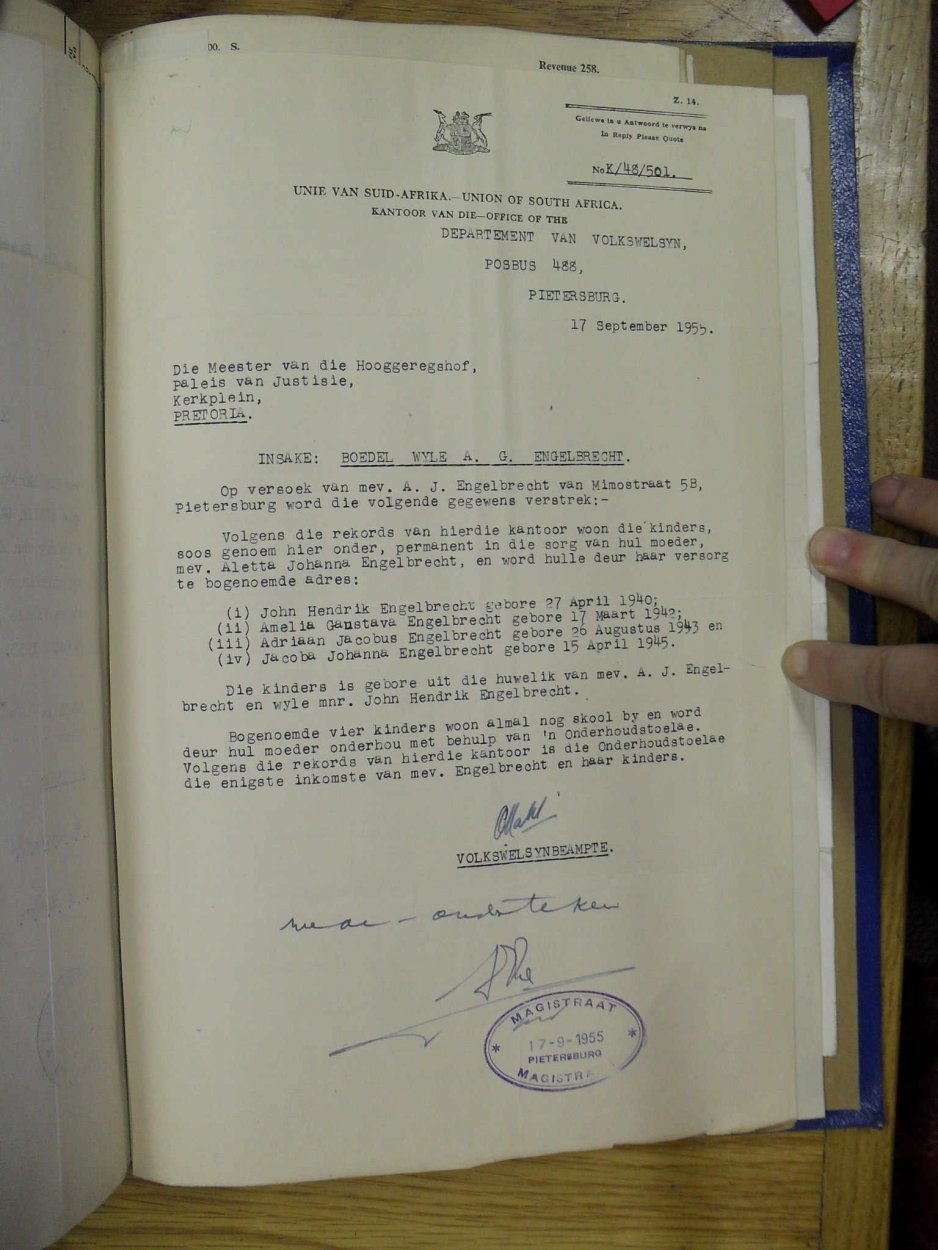 DO. S.
Revenue 258.
Z. 14.
Geliewe in u Antwoord te verwys na
In Reply Please Quote
No K/48/501.
UNIE VAN SUID-AFRIKA.—UNION OF SOUTH AFRICA.
KANTOOR VAN DIE—OFFICE OF THE
DEPARTEMENT VAN VOLKSWELSYN,
POSBUS 488,
PIETERSBURG.
17 September 1955.
Die Meester van die Hooggeregshof,
Paleis van Justisie,
Kerkplein,
PRETORIA.
INSAKE: BOEDEL WYLE A. G. ENGELBRECHT.
Op versoek van mev. A. J. Engelbrecht van Mimostraat 5B,
Pietersburg word die volgende gegewens verstrek:-
Volgens die rekords van hierdie kantoor woon die kinders,
soos genoem hier onder, permanent in die sorg van hul moeder,
mev. Aletta Johanna Engelbrecht, en word hulle deur haar versorg
te bogenoemde adres:
(i) John Hendrik Engelbrecht gebore 27 April 1940;
(ii) Amelia Gaustava Engelbrecht gebore 17 Maart 1942;
(iii) Adriaan Jacobus Engelbrecht gebore 26 Augustus 1943 en
(iv) Jacoba Johanna Engelbrecht gebore 15 April 1945.
Die kinders is gebore uit die huwelik van mev. A. J. Engel-
brecht en wyle mnr. John Hendrik Engelbrecht.
Bogenoemde vier kinders woon almal nog skool by en word
deur hul moeder onderhou met behulp van 'n Onderhoudstoelae.
Volgens die rekords van hierdie kantoor is die Onderhoudstoelae
die enigste inkomste van mev. Engelbrecht en haar kinders.
VOLKSWELSYNBEAMPTE.
mede-onderteken
MAGISTRAAT
17-9-1955
PIETERSBURG
MAGISTRA